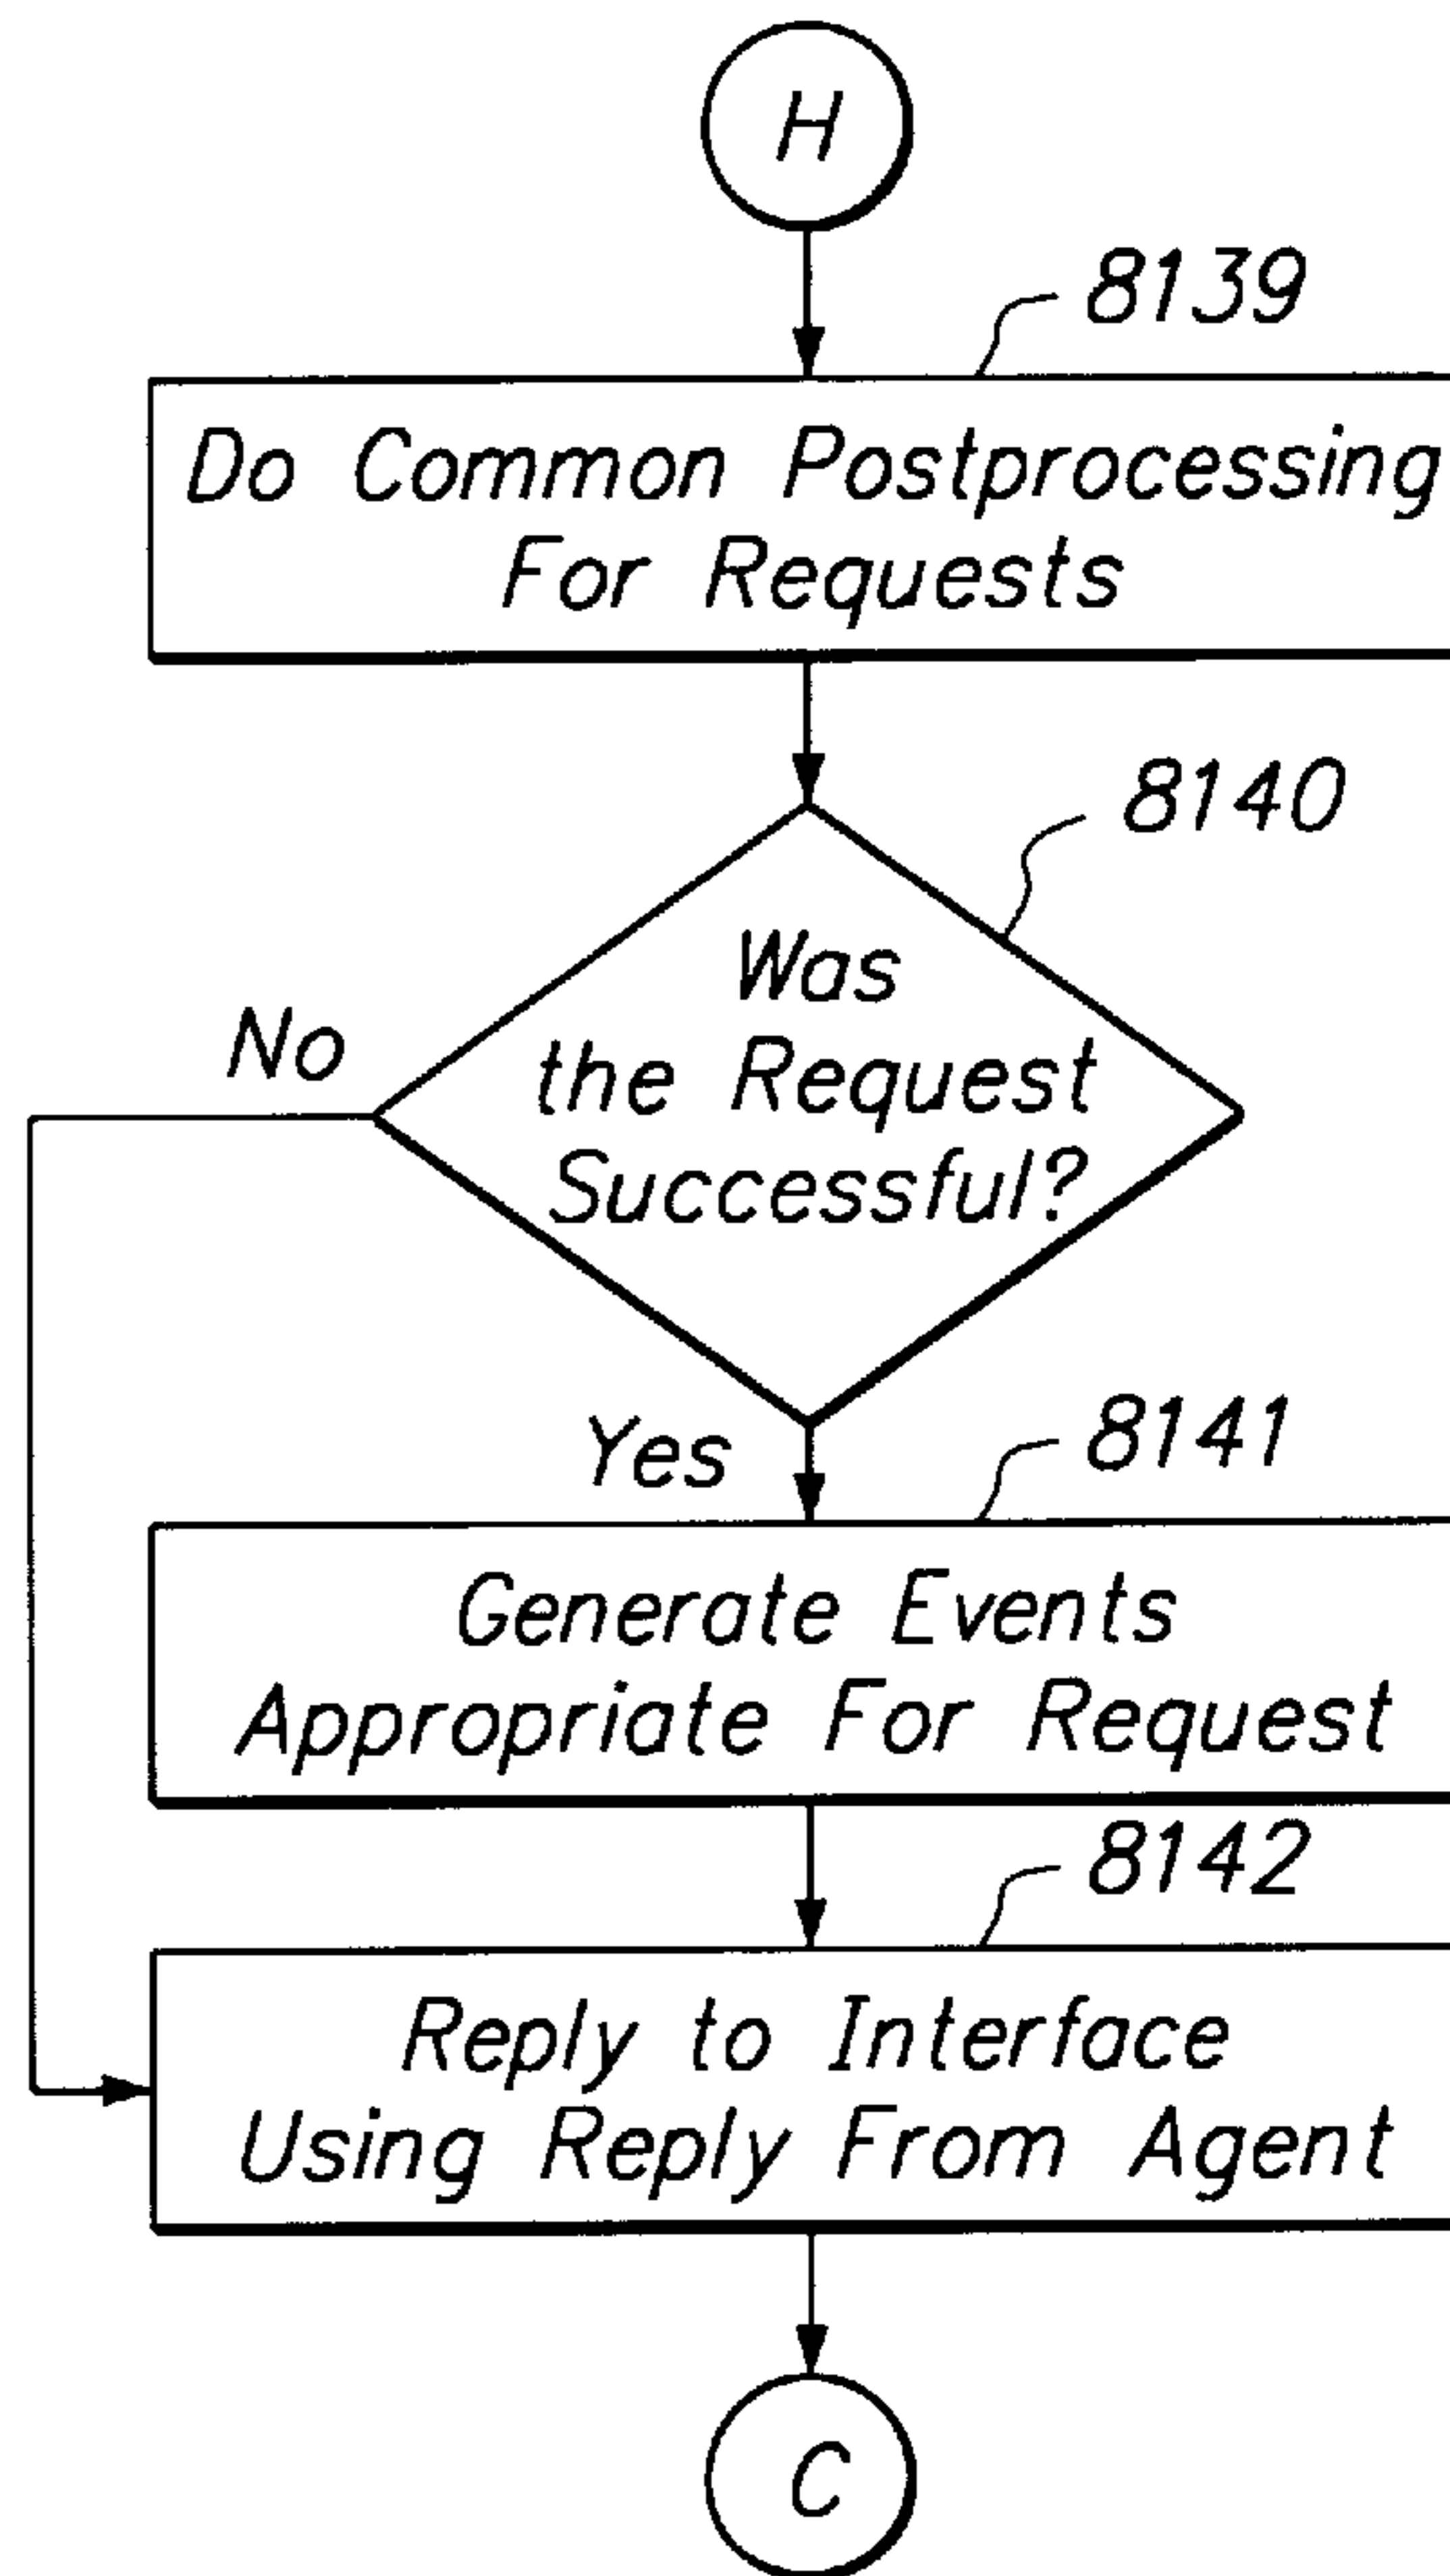 H
8139
Do Common Postprocessing
For Requests
8140
Was
the Request
Successful?
No
Yes
8141
Generate Events
Appropriate For Request
8142
Reply to Interface
Using Reply From Agent
C